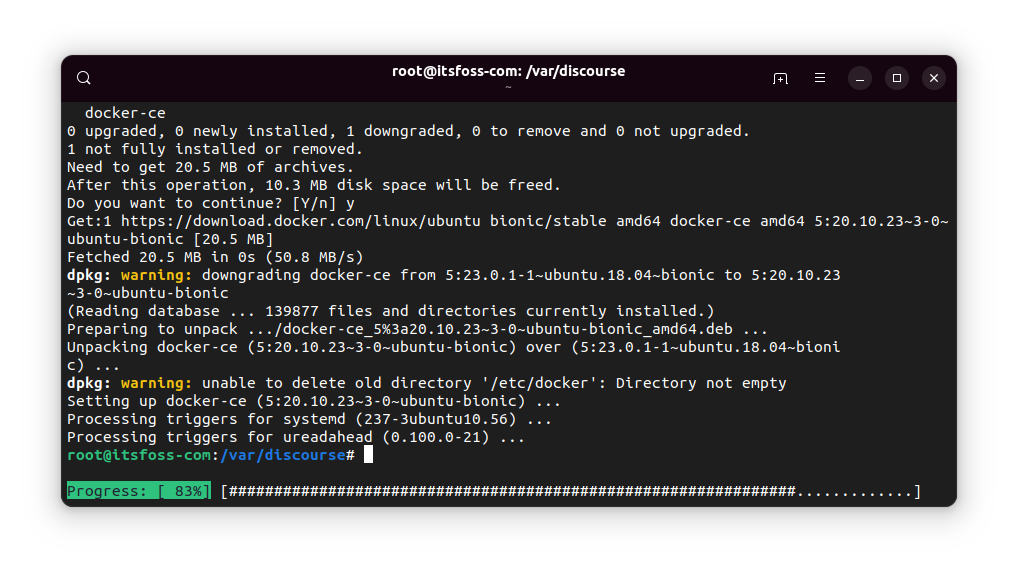 root@itsfoss-com: /var/discourse
~
docker-ce
0 upgraded, 0 newly installed, 1 downgraded, 0 to remove and 0 not upgraded.
1 not fully installed or removed.
Need to get 20.5 MB of archives.
After this operation, 10.3 MB disk space will be freed.
Do you want to continue? [Y/n] y
Get:1 https://download.docker.com/linux/ubuntu bionic/stable amd64 docker-ce amd64 5:20.10.23~3-0~
ubuntu-bionic [20.5 MB]
Fetched 20.5 MB in 0s (50.8 MB/s)
dpkg: warning: downgrading docker-ce from 5:23.0.1-1~ubuntu.18.04~bionic to 5:20.10.23
~3-0~ubuntu-bionic
(Reading database ... 139877 files and directories currently installed.)
Preparing to unpack .../docker-ce_5%3a20.10.23~3-0~ubuntu-bionic_amd64.deb ...
Unpacking docker-ce (5:20.10.23~3-0~ubuntu-bionic) over (5:23.0.1-1~ubuntu.18.04~bioni
c) ...
dpkg: warning: unable to delete old directory '/etc/docker': Directory not empty
Setting up docker-ce (5:20.10.23~3-0~ubuntu-bionic) ...
Processing triggers for systemd (237-3ubuntu10.56) ...
Processing triggers for ureadahead (0.100.0-21) ...
root@itsfoss-com:/var/discourse#
Progress: [ 83%] [###############################################################.............]